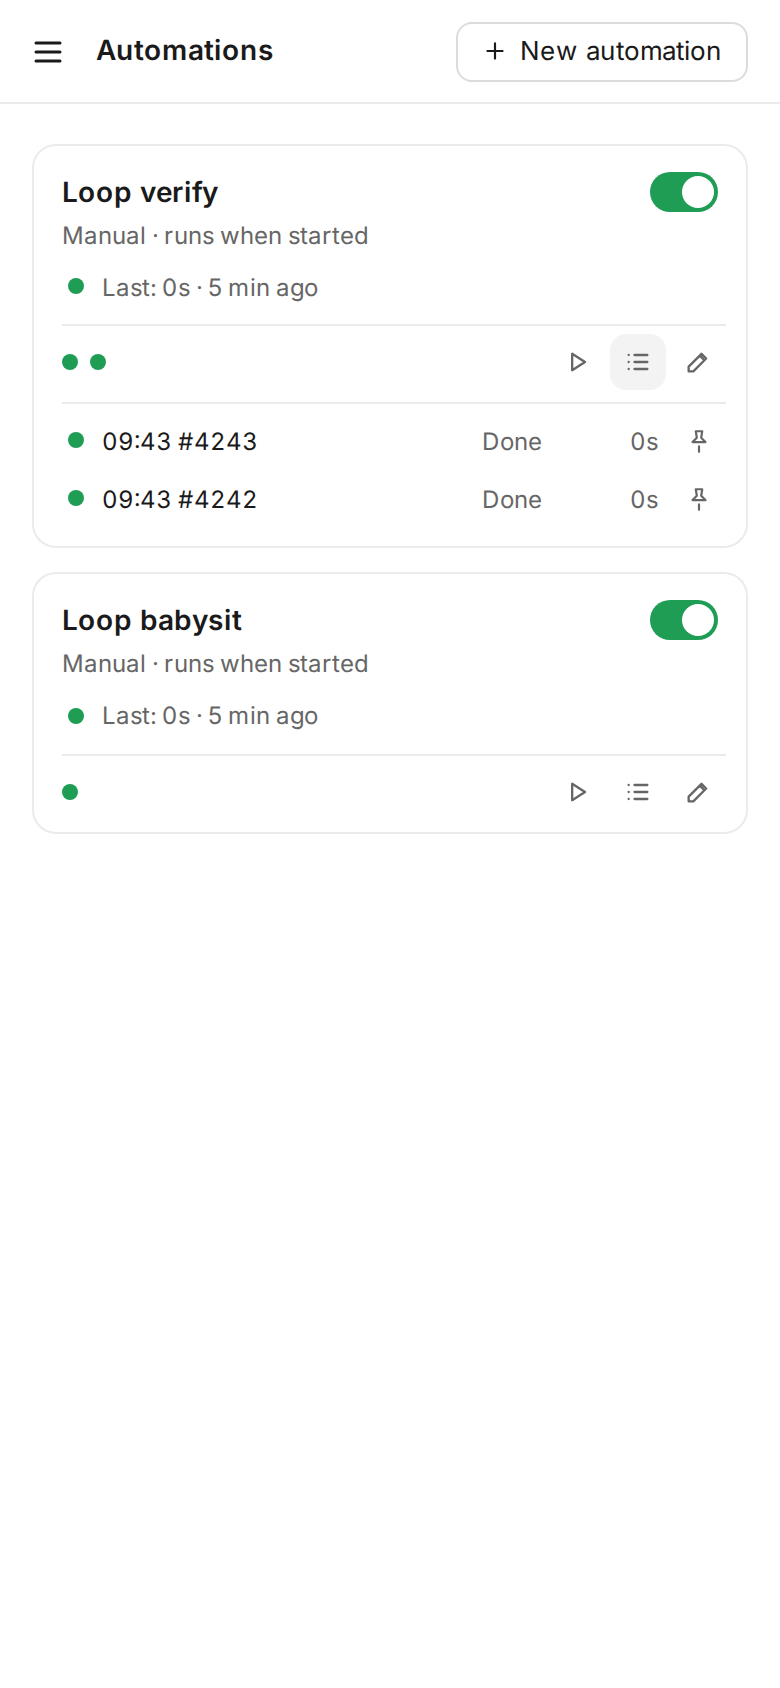 Automations
+ New automation
Loop verify
Manual · runs when started
Last: 0s · 5 min ago
09:43 #4243 Done 0s
09:43 #4242 Done 0s
Loop babysit
Manual · runs when started
Last: 0s · 5 min ago